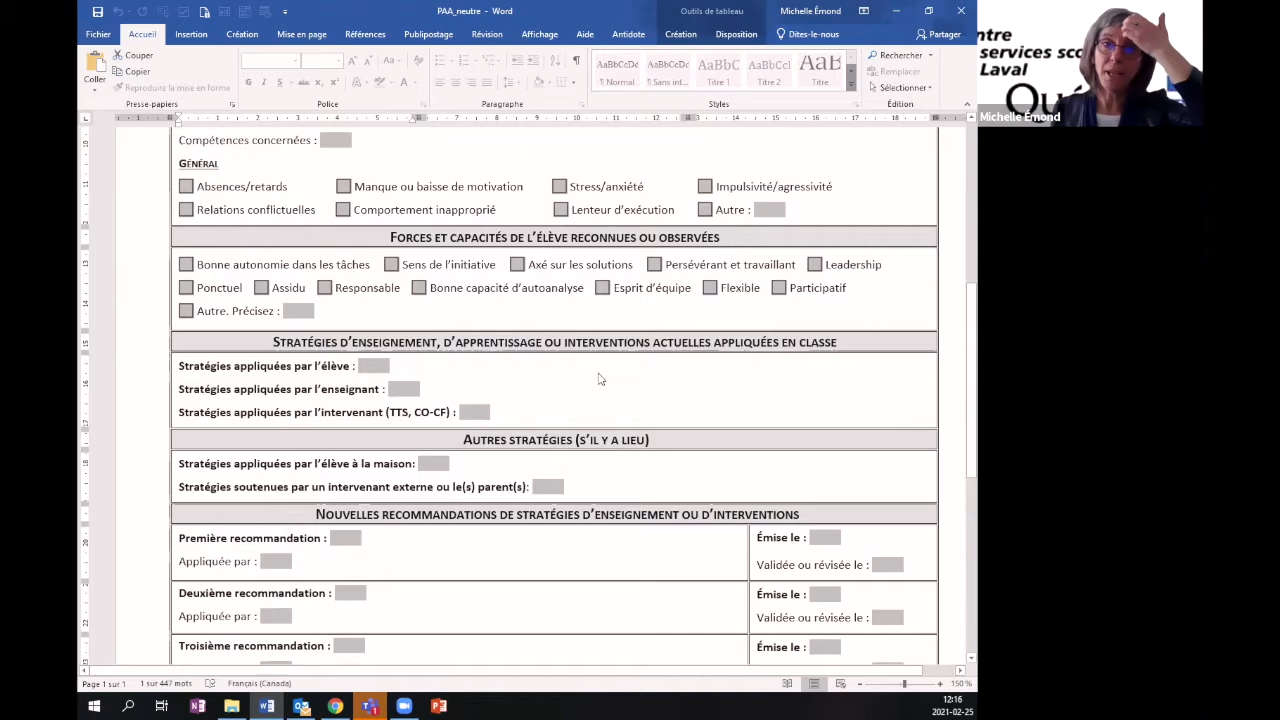 PAA_neutre - Word
Outils de tableau
Michelle Émond
Fichier Accueil Insertion Création Mise en page Références Publipostage Révision Affichage Aide Antidote Création Disposition Dites-le-nous Partager
Coller
Couper
Copier
Reproduire la mise en forme
AaBbCcDc AaBbCcDc AaBbC AaBbCcl AaB
¶ Normal ¶ Sans int... Titre 1 Titre 2 Titre
Rechercher
Remplacer
Sélectionner
Presse-papiers Police Paragraphe Styles Édition
ntre
services sco
Laval
Qu
Michelle Émond
Compétences concernées :
GÉNÉRAL
Absences/retards Manque ou baisse de motivation Stress/anxiété Impulsivité/agressivité
Relations conflictuelles Comportement inapproprié Lenteur d'exécution Autre :
FORCES ET CAPACITÉS DE L'ÉLÈVE RECONNUES OU OBSERVÉES
Bonne autonomie dans les tâches Sens de l'initiative Axé sur les solutions Persévérant et travaillant Leadership
Ponctuel Assidu Responsable Bonne capacité d'autoanalyse Esprit d'équipe Flexible Participatif
Autre. Précisez :
STRATÉGIES D'ENSEIGNEMENT, D'APPRENTISSAGE OU INTERVENTIONS ACTUELLES APPLIQUÉES EN CLASSE
Stratégies appliquées par l'élève :
Stratégies appliquées par l'enseignant :
Stratégies appliquées par l'intervenant (TTS, CO-CF) :
AUTRES STRATÉGIES (S'IL Y A LIEU)
Stratégies appliquées par l'élève à la maison:
Stratégies soutenues par un intervenant externe ou le(s) parent(s):
NOUVELLES RECOMMANDATIONS DE STRATÉGIES D'ENSEIGNEMENT OU D'INTERVENTIONS
Première recommandation : Émise le :
Appliquée par : Validée ou révisée le :
Deuxième recommandation : Émise le :
Appliquée par : Validée ou révisée le :
Troisième recommandation : Émise le :
Page 1 sur 1 1 sur 447 mots Français (Canada) 150 %
12:16
2021-02-25